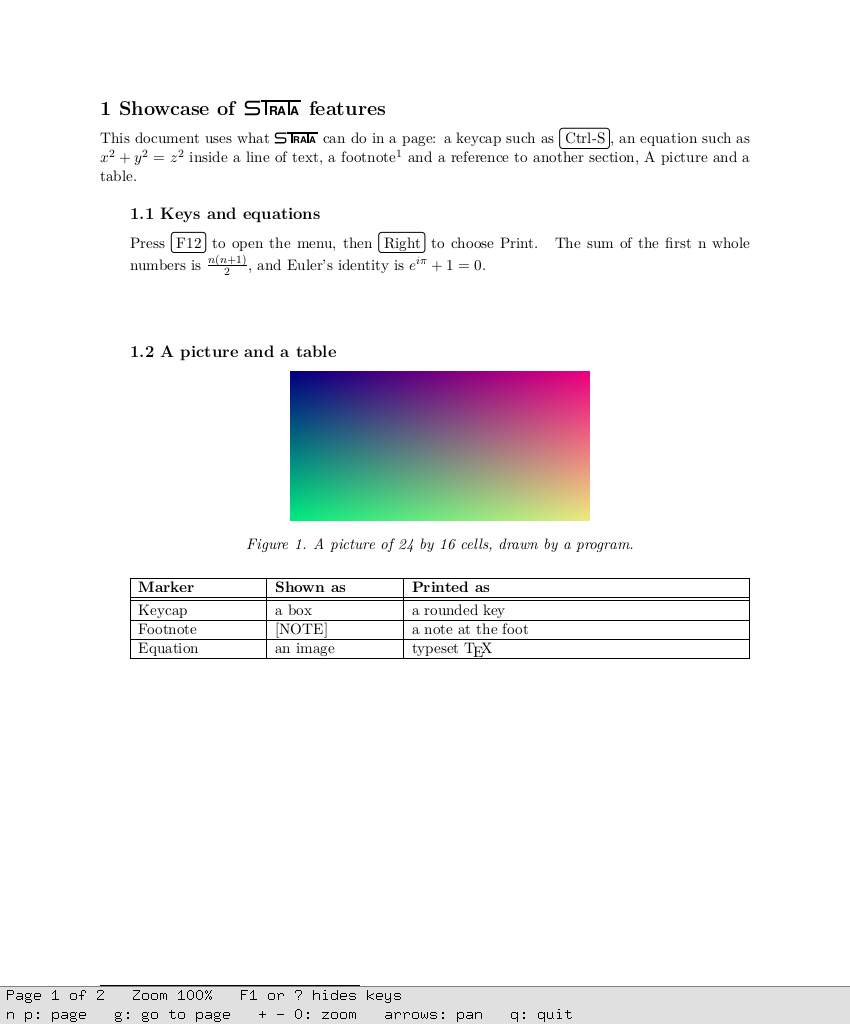 1 Showcase of STRATA features
This document uses what STRATA can do in a page: a keycap such as Ctrl-S, an equation such as
x² + y² = z² inside a line of text, a footnote¹ and a reference to another section, A picture and a
table.
1.1 Keys and equations
Press F12 to open the menu, then Right to choose Print. The sum of the first n whole
numbers is n(n+1)/2, and Euler's identity is e^{iπ} + 1 = 0.
1.2 A picture and a table
Figure 1. A picture of 24 by 16 cells, drawn by a program.
Marker Shown as Printed as
Keycap a box a rounded key
Footnote [NOTE] a note at the foot
Equation an image typeset TEX
Page 1 of 2 Zoom 100% F1 or ? hides keys
n p: page g: go to page + - 0: zoom arrows: pan q: quit